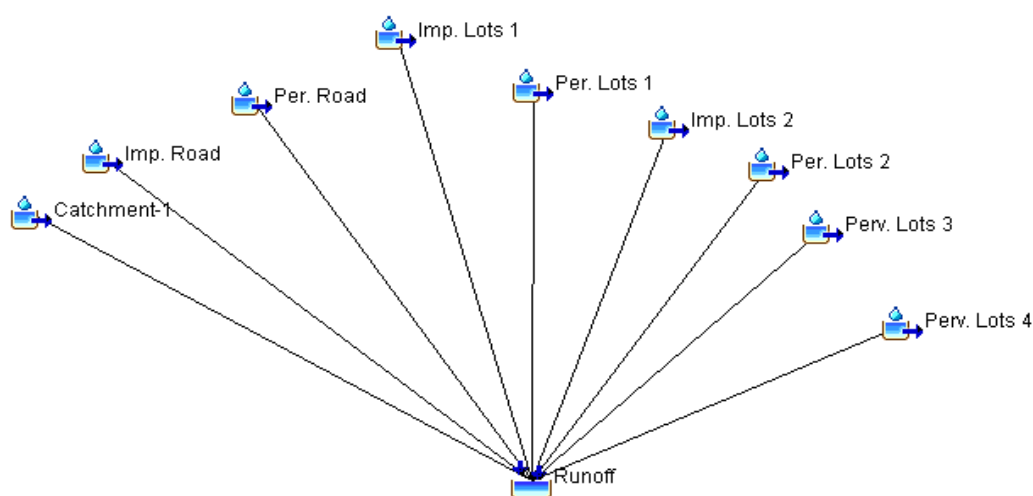 Imp. Lots 1
Per. Road
Per. Lots 1
Imp. Lots 2
Imp. Road
Per. Lots 2
Catchment-1
Perv. Lots 3
Perv. Lots 4
Runoff